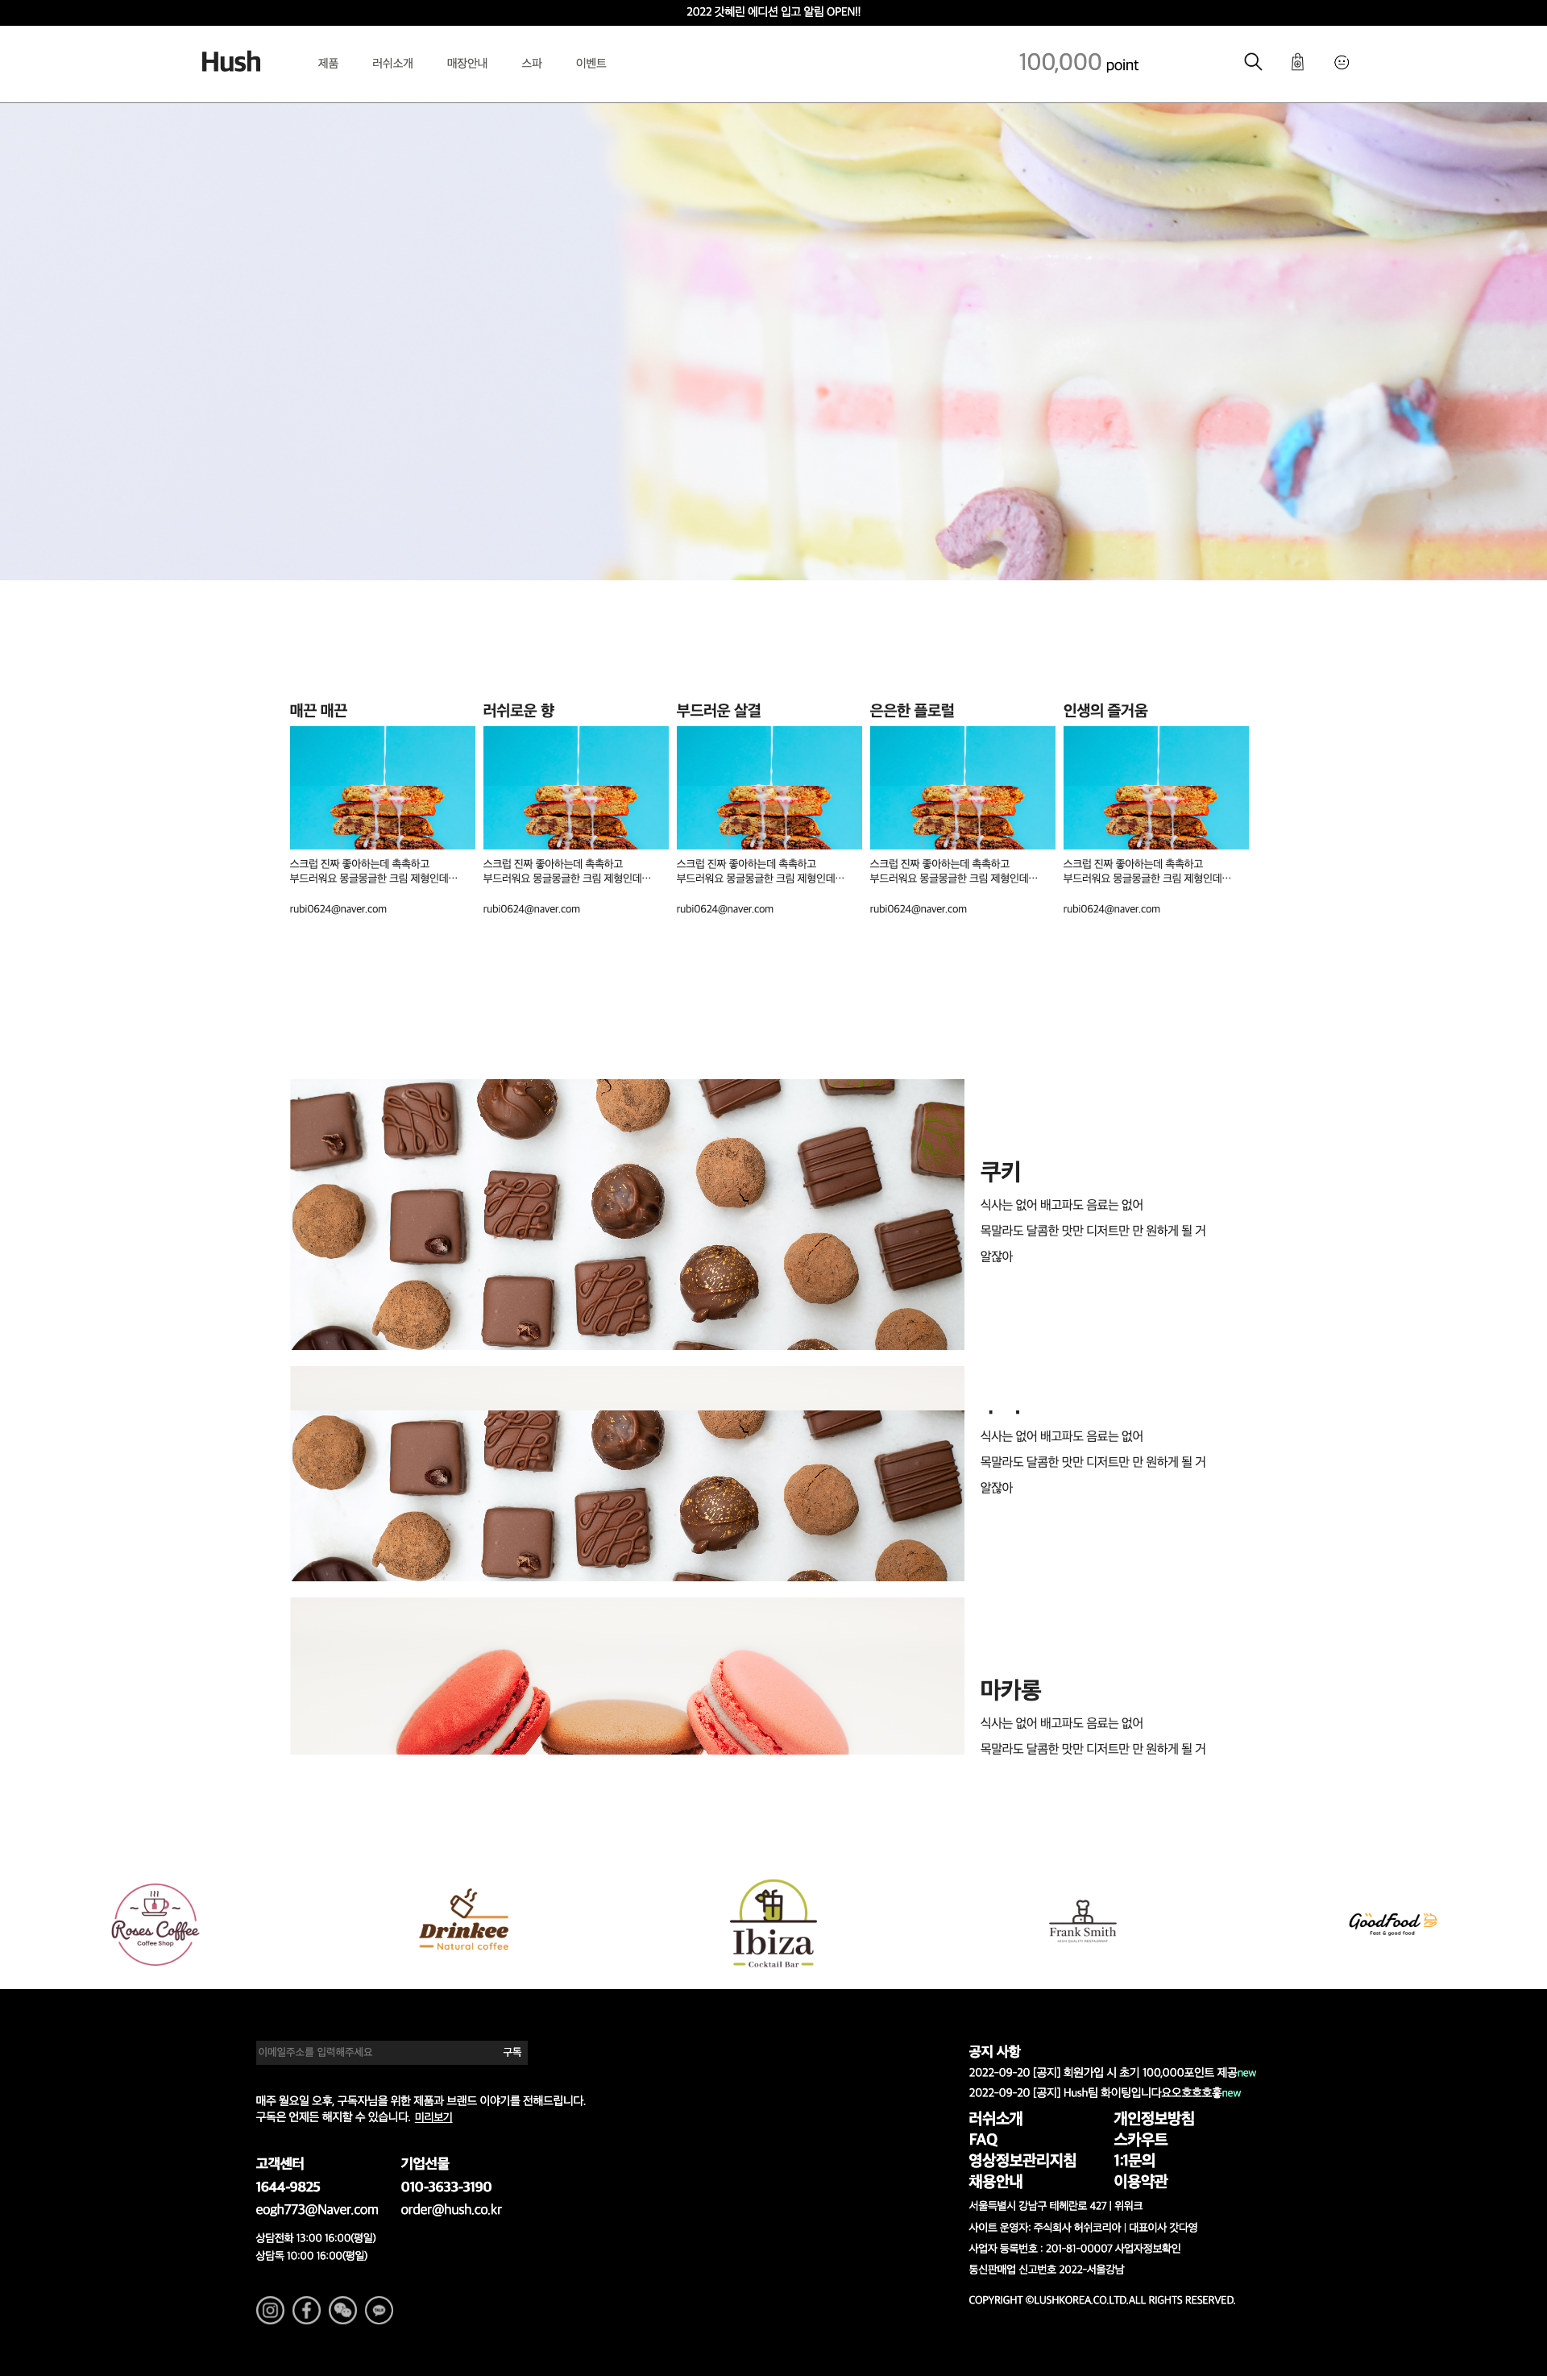 2022 갓혜린 에디션 입고 알림 OPEN!!
Hush
제품 러쉬소개 매장안내 스파 이벤트
100,000 point
매끈 매끈
러쉬로운 향
부드러운 살결
은은한 플로럴
인생의 즐거움
스크럽 진짜 좋아하는데 촉촉하고
부드러워요 몽글몽글한 크림 제형인데…
rubi0624@naver.com
스크럽 진짜 좋아하는데 촉촉하고
부드러워요 몽글몽글한 크림 제형인데…
rubi0624@naver.com
스크럽 진짜 좋아하는데 촉촉하고
부드러워요 몽글몽글한 크림 제형인데…
rubi0624@naver.com
스크럽 진짜 좋아하는데 촉촉하고
부드러워요 몽글몽글한 크림 제형인데…
rubi0624@naver.com
스크럽 진짜 좋아하는데 촉촉하고
부드러워요 몽글몽글한 크림 제형인데…
rubi0624@naver.com
쿠키
식사는 없어 배고파도 음료는 없어
목말라도 달콤한 맛만 디저트만 만 원하게 될 거
알잖아
식사는 없어 배고파도 음료는 없어
목말라도 달콤한 맛만 디저트만 만 원하게 될 거
알잖아
마카롱
식사는 없어 배고파도 음료는 없어
목말라도 달콤한 맛만 디저트만 만 원하게 될 거
Roses Coffee
Coffee Shop
Drinkee
Natural coffee
Ibiza
Cocktail Bar
Frank Smith
HIGH QUALITY RESTAURANT
GoodFood
Fast & good food
이메일주소를 입력해주세요 구독
매주 월요일 오후, 구독자님을 위한 제품과 브랜드 이야기를 전해드립니다.
구독은 언제든 해지할 수 있습니다. 미리보기
고객센터
1644-9825
eogh773@Naver.com
기업선물
010-3633-3190
order@hush.co.kr
상담전화 13:00 16:00(평일)
상담톡 10:00 16:00(평일)
공지 사항
2022-09-20 [공지] 회원가입 시 초기 100,000포인트 제공new
2022-09-20 [공지] Hush팀 화이팅입니다요오호호호홓new
러쉬소개 개인정보방침
FAQ 스카우트
영상정보관리지침 1:1문의
채용안내 이용약관
서울특별시 강남구 테헤란로 427 | 위워크
사이트 운영자: 주식회사 허쉬코리아 | 대표이사 갓다영
사업자 등록번호 : 201-81-00007 사업자정보확인
통신판매업 신고번호 2022-서울강남
COPYRIGHT ©LUSHKOREA.CO.LTD.ALL RIGHTS RESERVED.